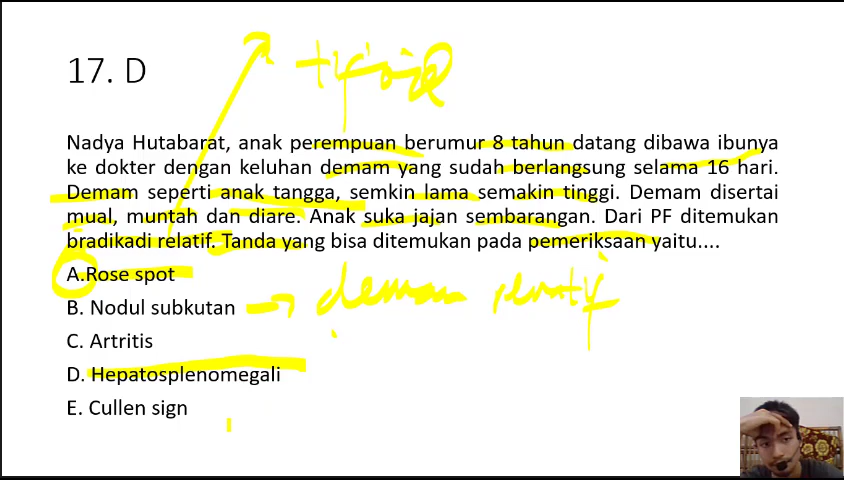 17. D
tifoid
Nadya Hutabarat, anak perempuan berumur 8 tahun datang dibawa ibunya
ke dokter dengan keluhan demam yang sudah berlangsung selama 16 hari.
Demam seperti anak tangga, semkin lama semakin tinggi. Demam disertai
mual, muntah dan diare. Anak suka jajan sembarangan. Dari PF ditemukan
bradikadi relatif. Tanda yang bisa ditemukan pada pemeriksaan yaitu....
A.Rose spot
B. Nodul subkutan
demam
C. Artritis
D. Hepatosplenomegali
E. Cullen sign